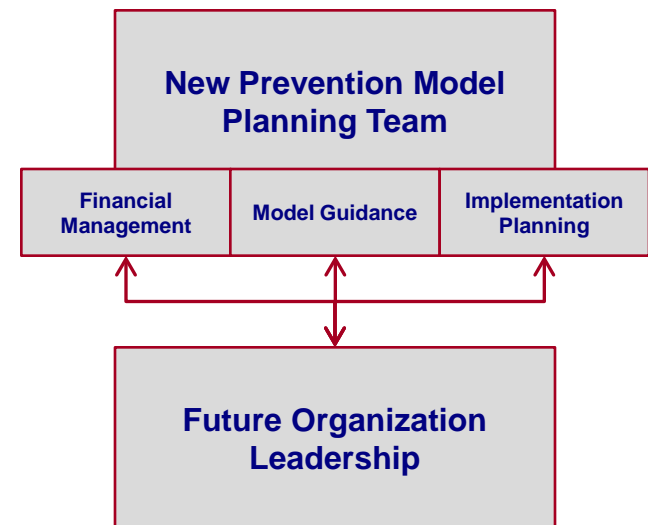 New Prevention Model
Planning Team
Financial
Management
Model Guidance
Implementation
Planning
Future Organization
Leadership